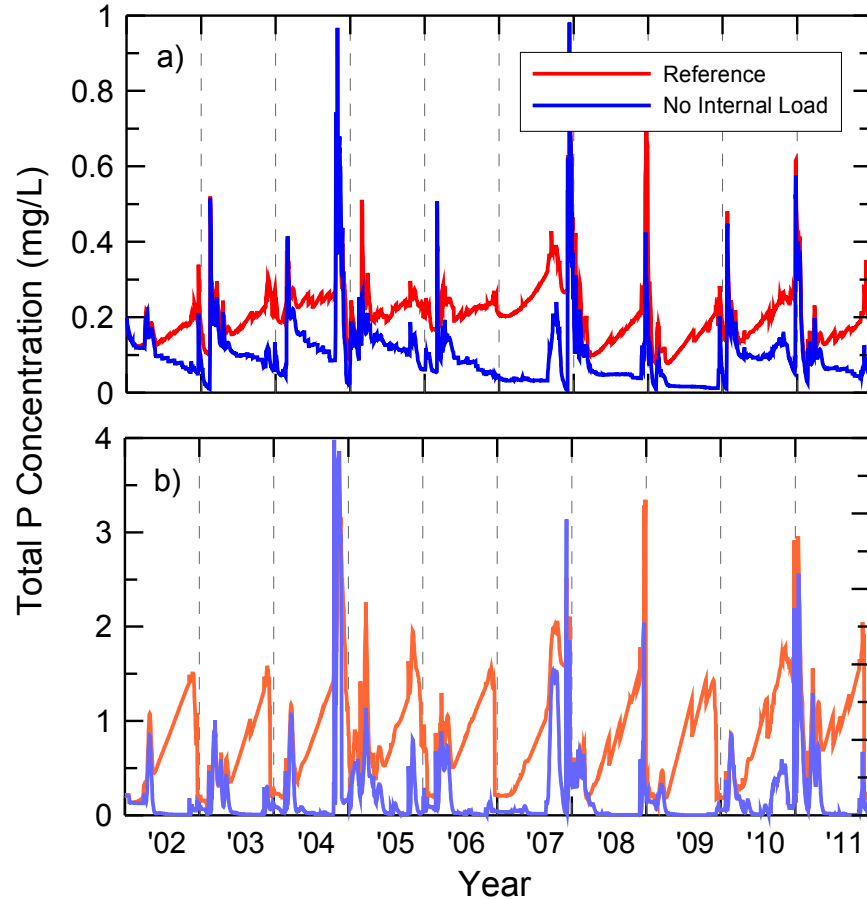 a)
Reference
No Internal Load
1
0.8
0.6
0.4
0.2
0
Total P Concentration (mg/L)
b)
4
3
2
1
0
'02 '03 '04 '05 '06 '07 '08 '09 '10 '11
Year